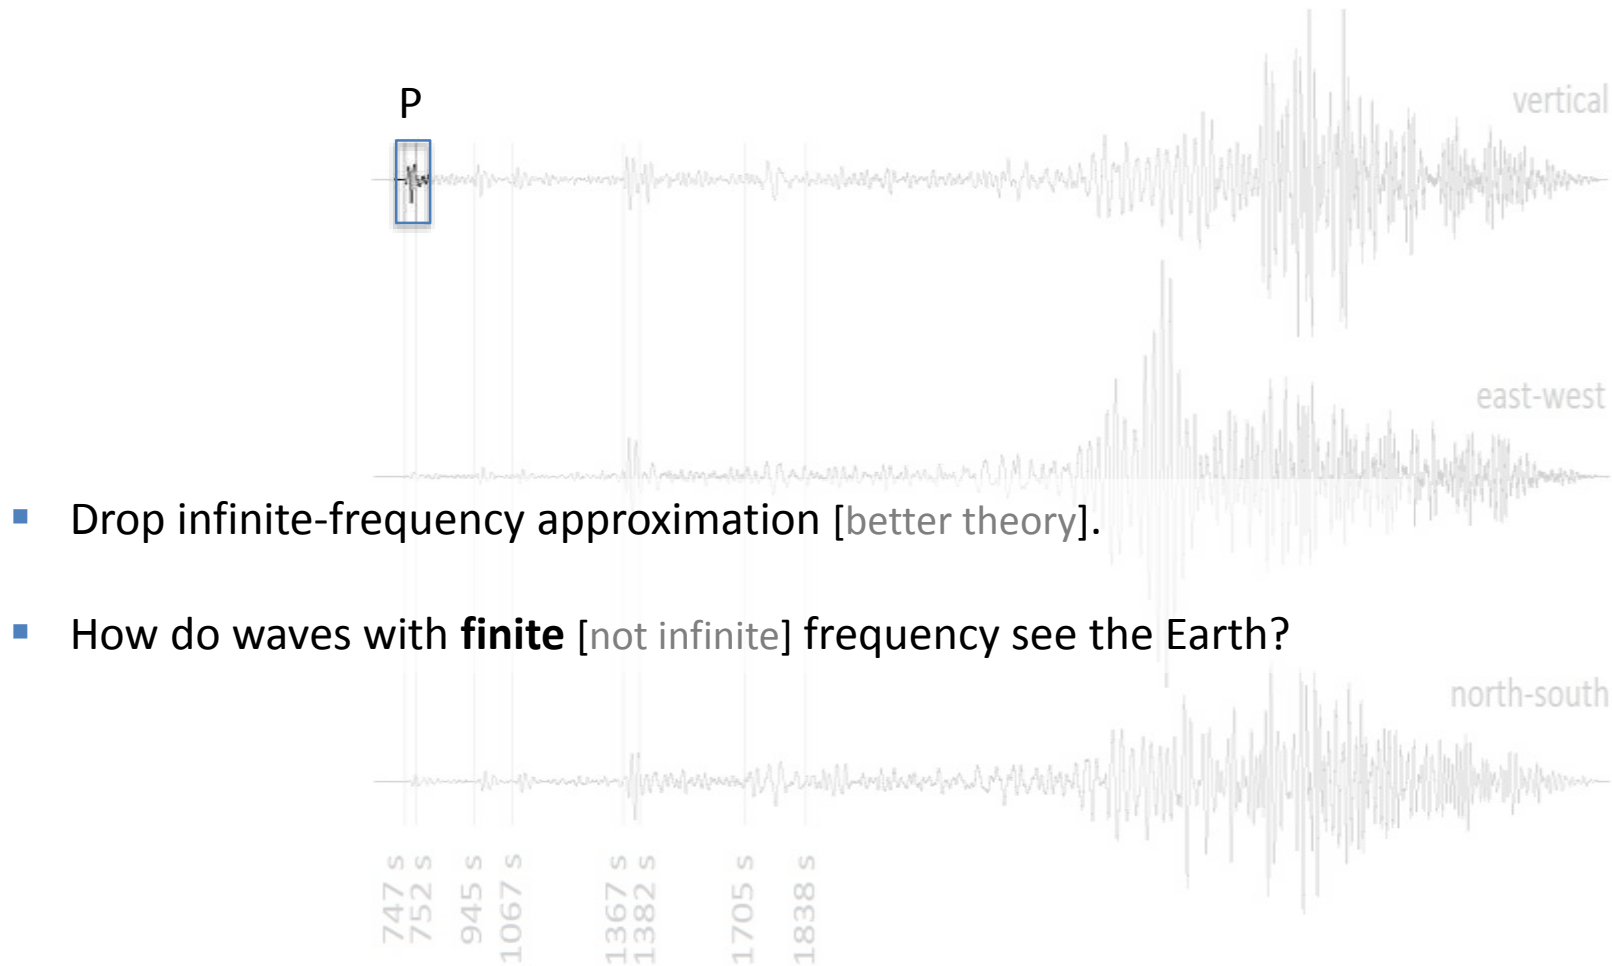 P
vertical
east-west
▪ Drop infinite-frequency approximation [better theory].
▪ How do waves with finite [not infinite] frequency see the Earth?
north-south
747 s
752 s
945 s
1067 s
1367 s
1382 s
1705 s
1838 s